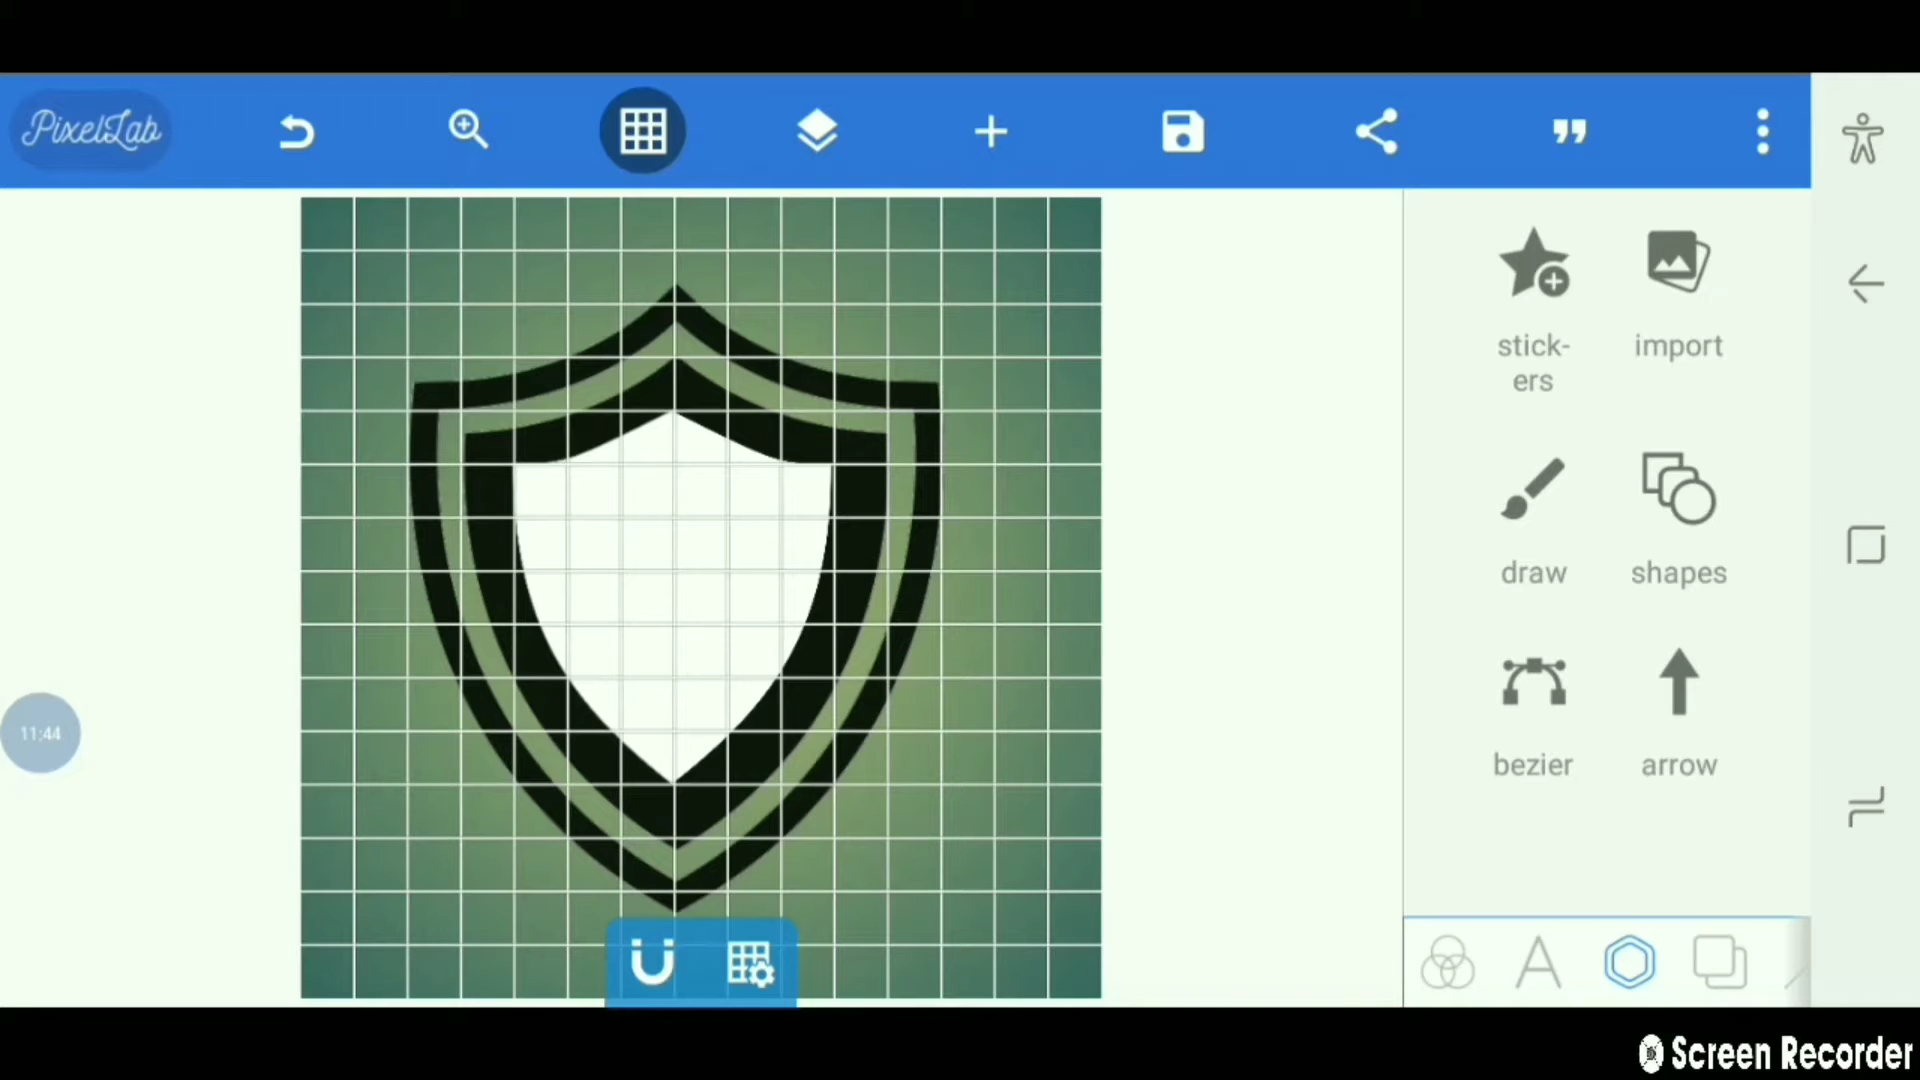 PixelLab
stick-
ers
import
draw
shapes
bezier
arrow
11:44
Screen Recorder